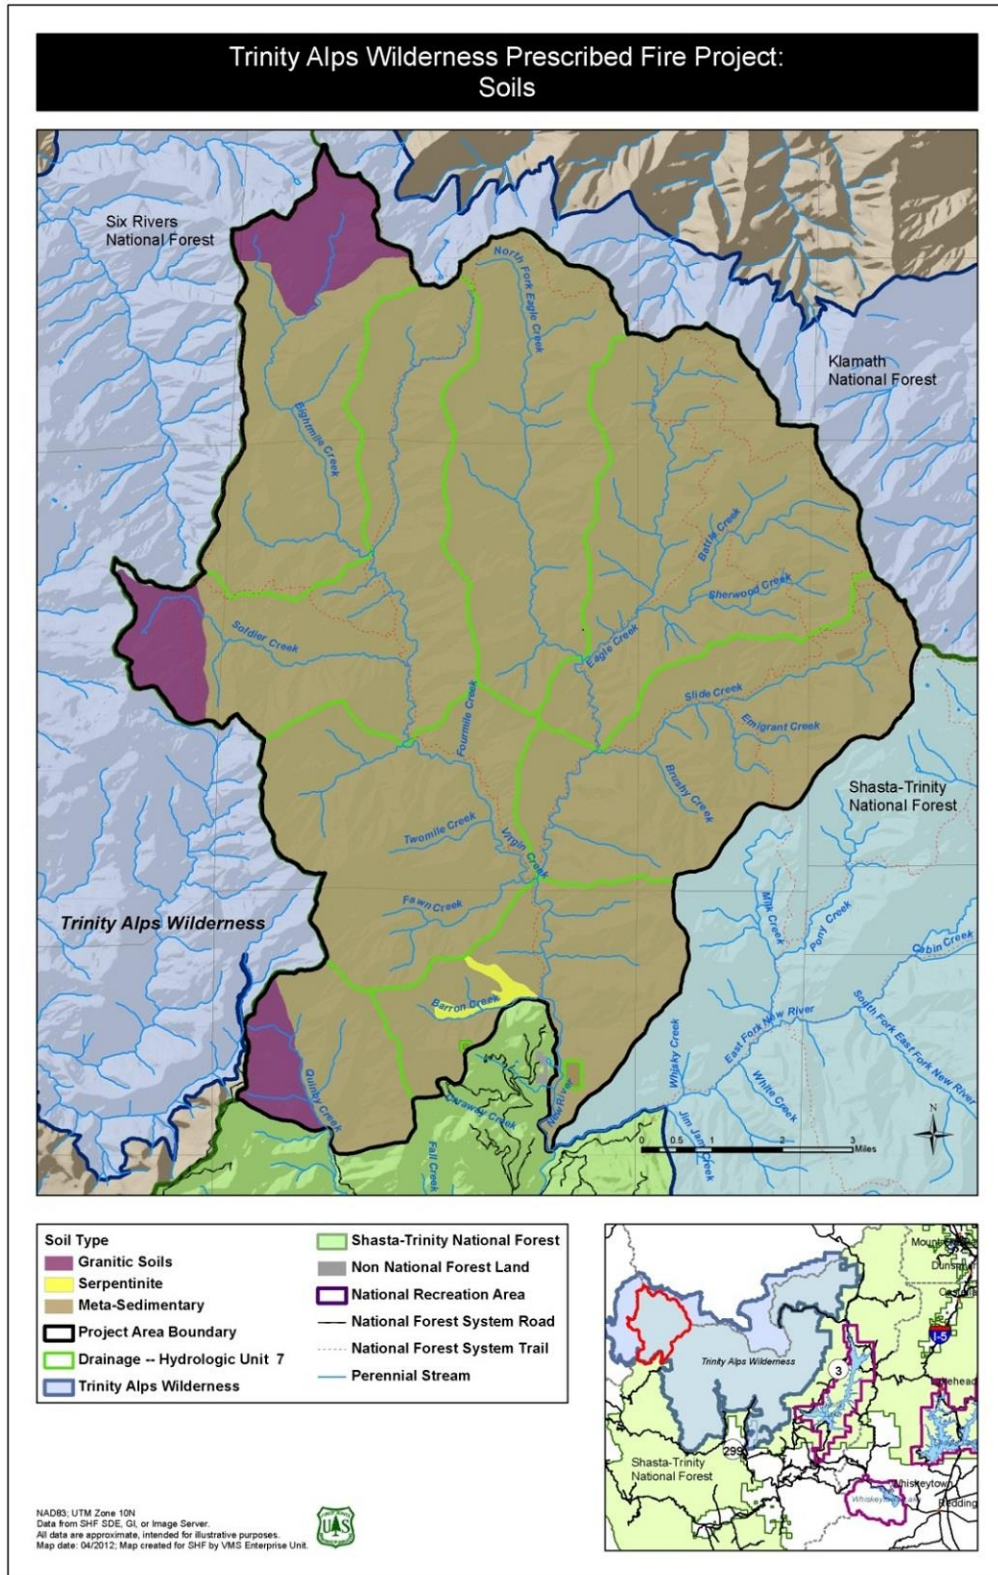 Trinity Alps Wilderness Prescribed Fire Project:
Soils
Six Rivers
National Forest
North Fork Eagle Creek
Klamath
National Forest
Eightmile Creek
Battle Creek
Sherwood Creek
Soldier Creek
Eagle Creek
Slide Creek
Fourmile Creek
Emigrant Creek
Brushy Creek
Shasta-Trinity
National Forest
Twomile Creek
Virgin Creek
Fawn Creek
Milk Creek
Pony Creek
Trinity Alps Wilderness
Cabin Creek
Barron Creek
East Fork New River
South Fork East Fork New River
Whisky Creek
White Creek
Quinby Creek
New River
Caraway Creek
Jim Jam Creek
Fall Creek
N
0 0.5 1 2 3
Miles
Soil Type
Granitic Soils
Serpentinite
Meta-Sedimentary
Project Area Boundary
Drainage -- Hydrologic Unit 7
Trinity Alps Wilderness
Shasta-Trinity National Forest
Non National Forest Land
National Recreation Area
National Forest System Road
National Forest System Trail
Perennial Stream
Mount
Dunsmuir
Castella
I-5
Trinity Alps Wilderness
3
299
Shasta-Trinity
National Forest
Whiskeytown
Redding
NAD83; UTM Zone 10N
Data from SHF SDE, GI, or Image Server.
All data are approximate, intended for illustrative purposes.
Map date: 04/2012; Map created for SHF by VMS Enterprise Unit.
UAS